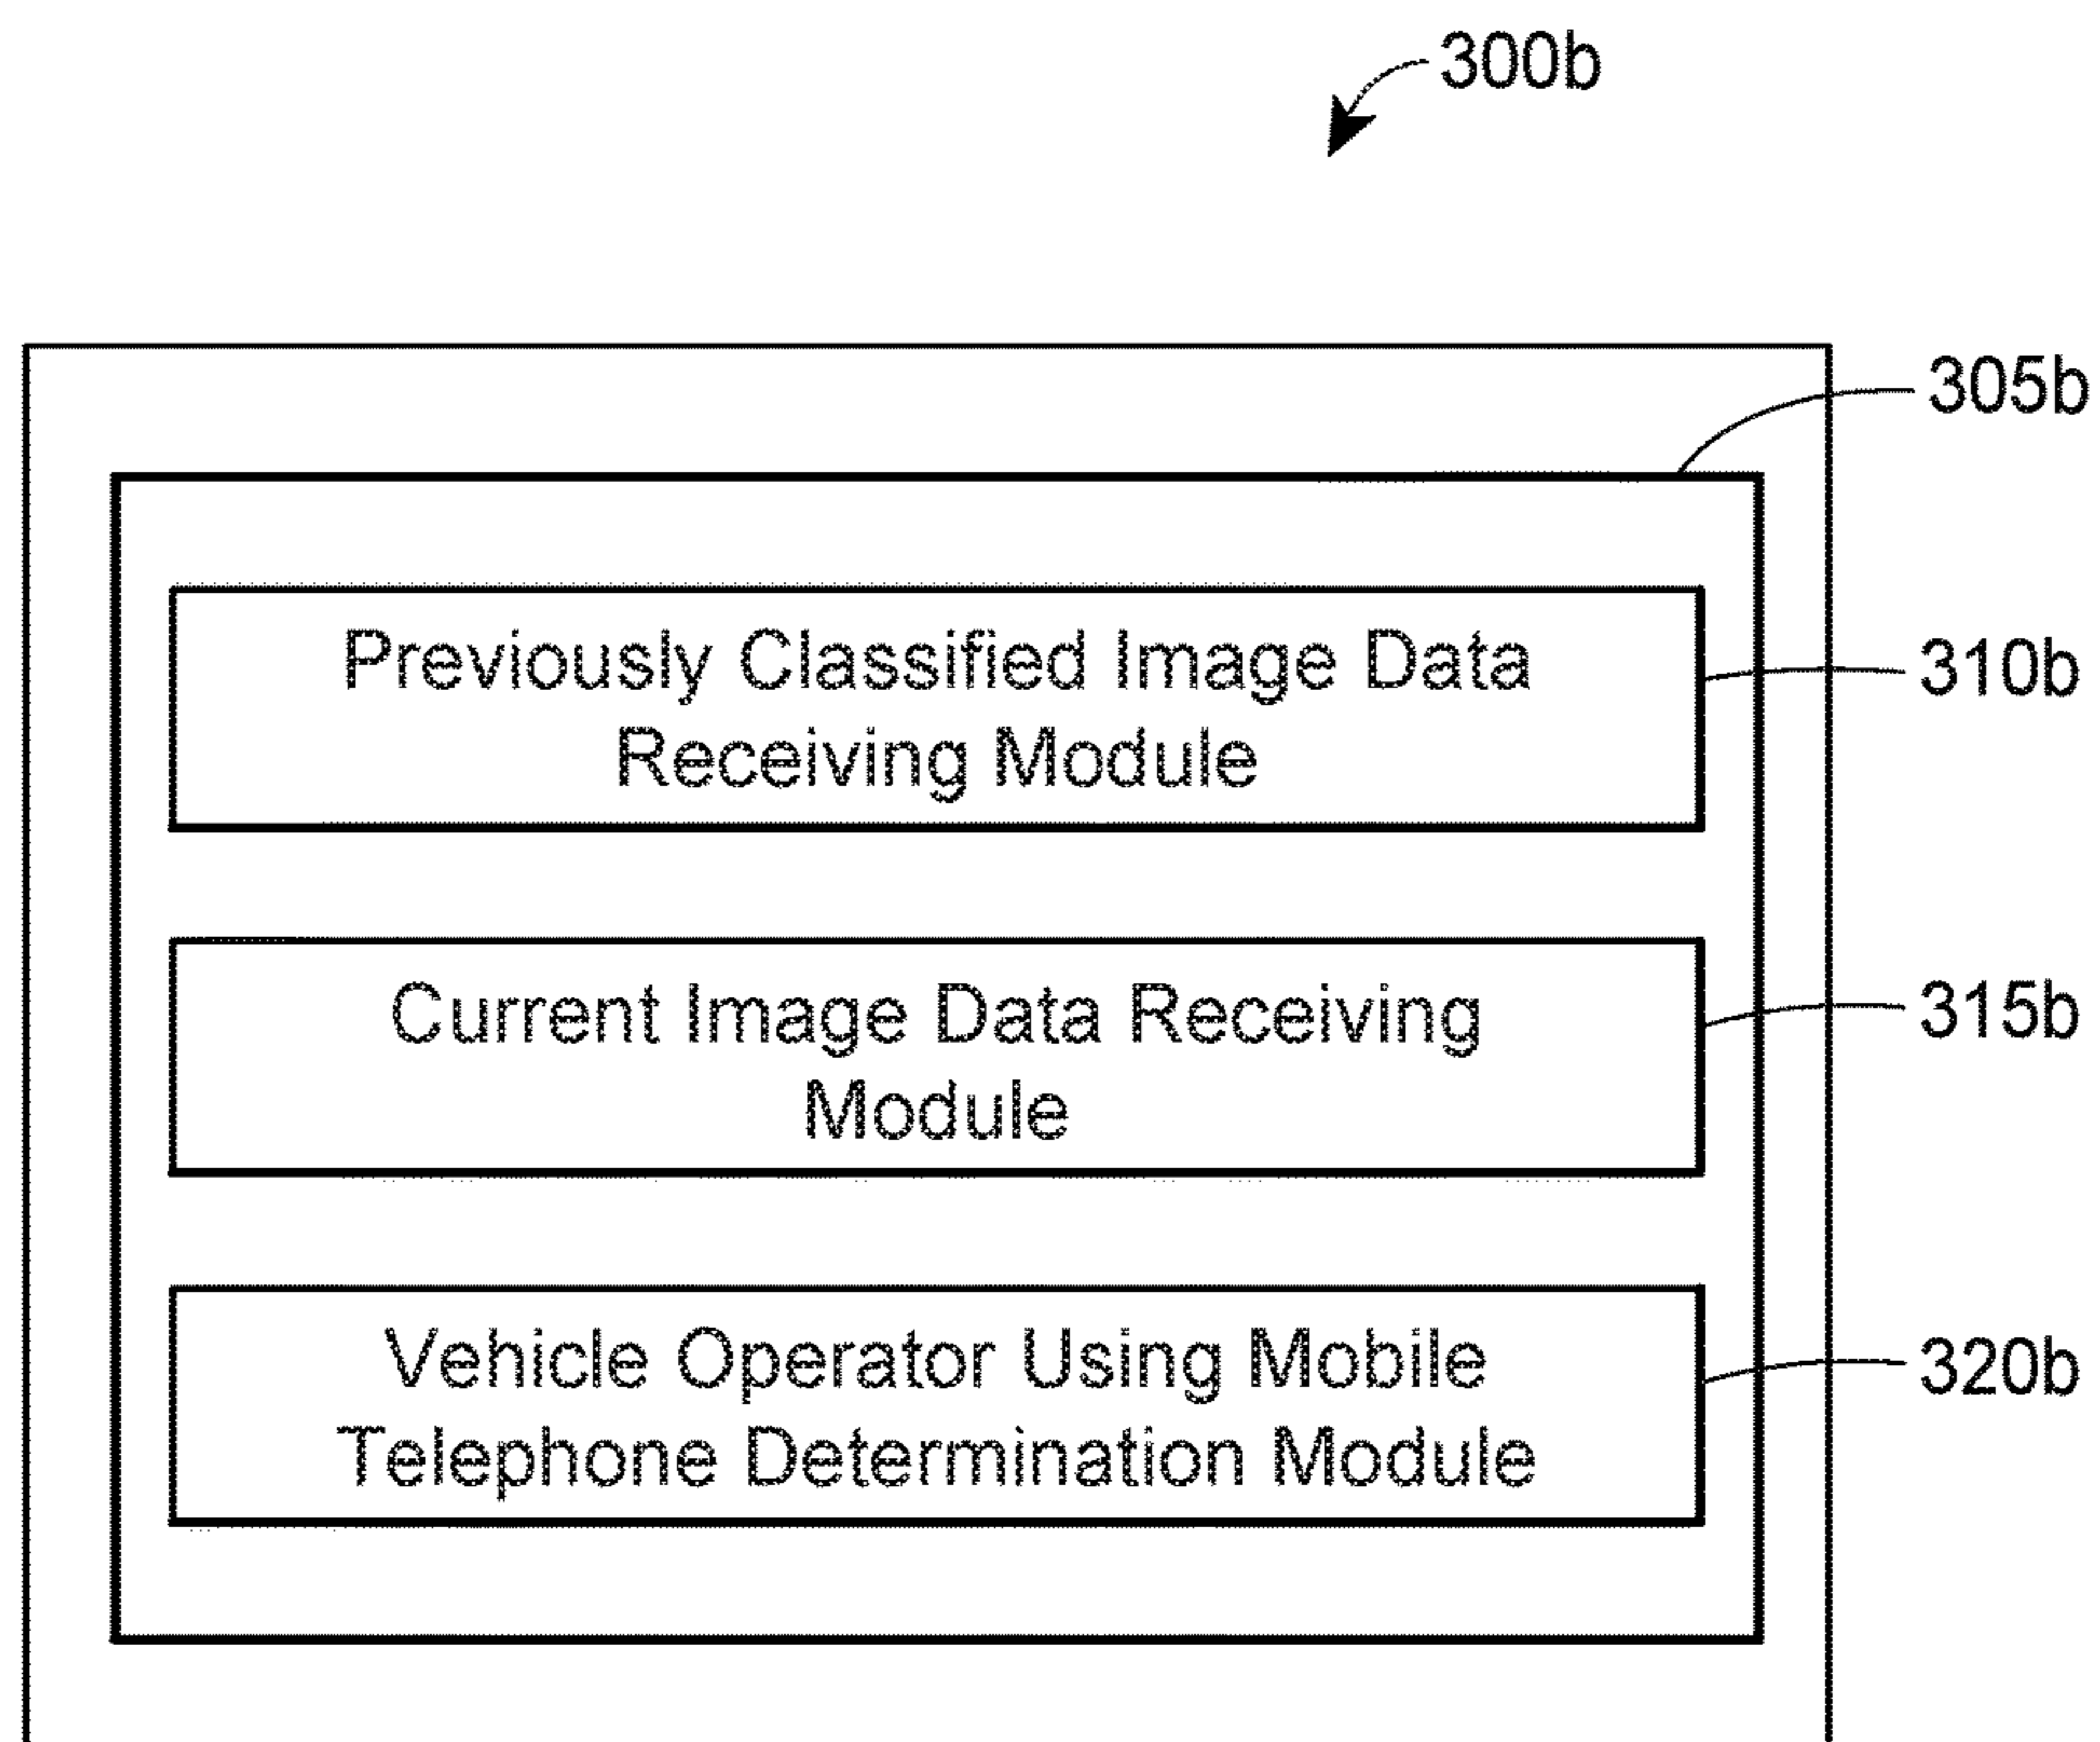 300b
305b
Previously Classified Image Data
Receiving Module
310b
Current Image Data Receiving
Module
315b
Vehicle Operator Using Mobile
Telephone Determination Module
320b